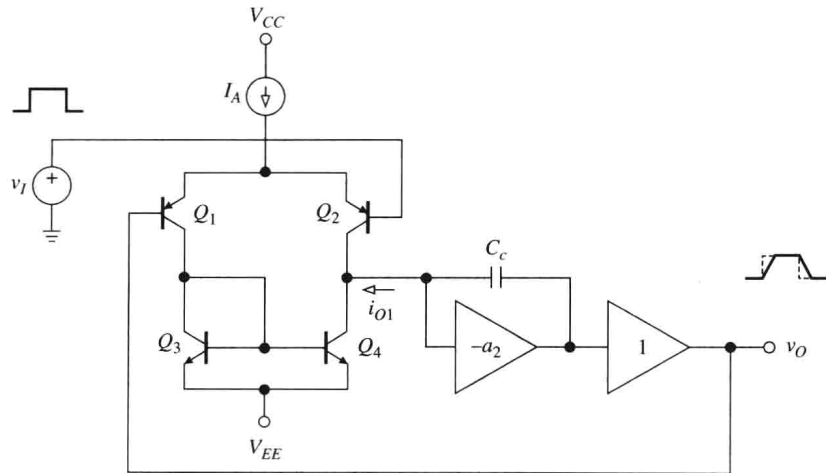 V_CC
I_A
v_I
+
Q_1
Q_2
C_c
i_O1
Q_3
Q_4
-a_2
1
v_O
V_EE